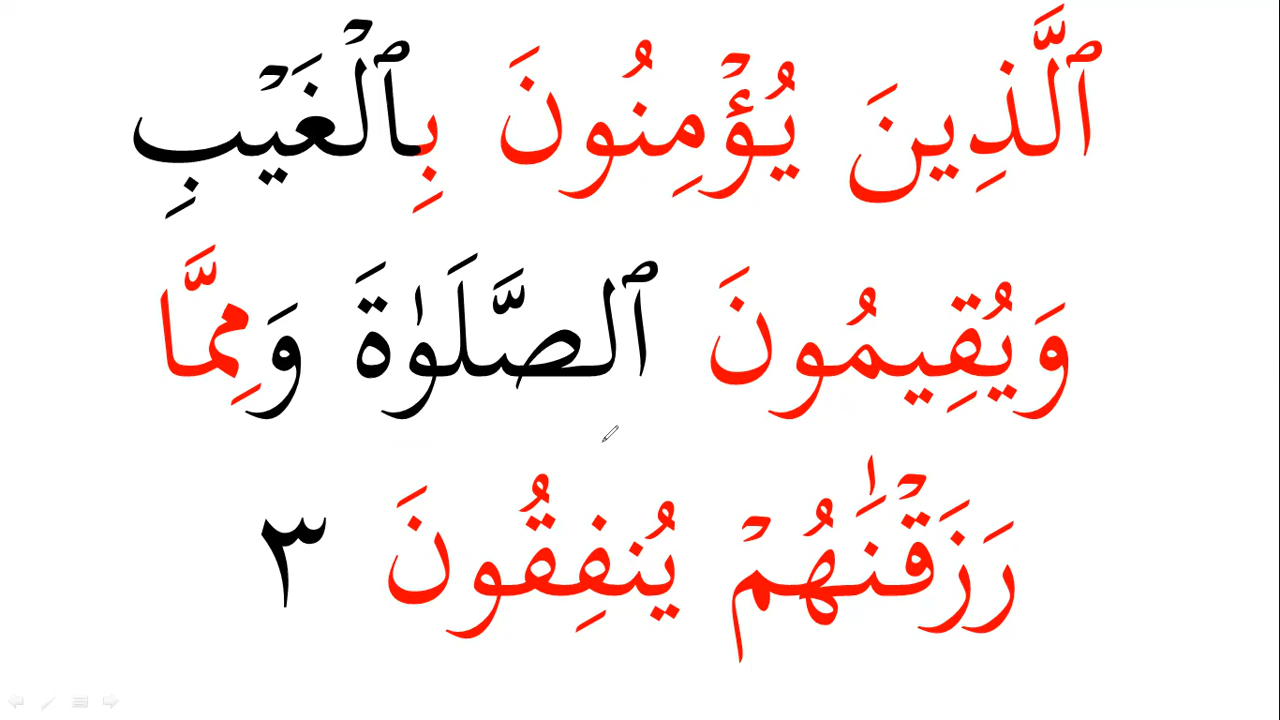 ٱلَّذِينَ يُؤْمِنُونَ بِٱلْغَيْبِ
وَيُقِيمُونَ ٱلصَّلَوٰةَ وَمِمَّا
رَزَقْنَٰهُمْ يُنفِقُونَ ٣